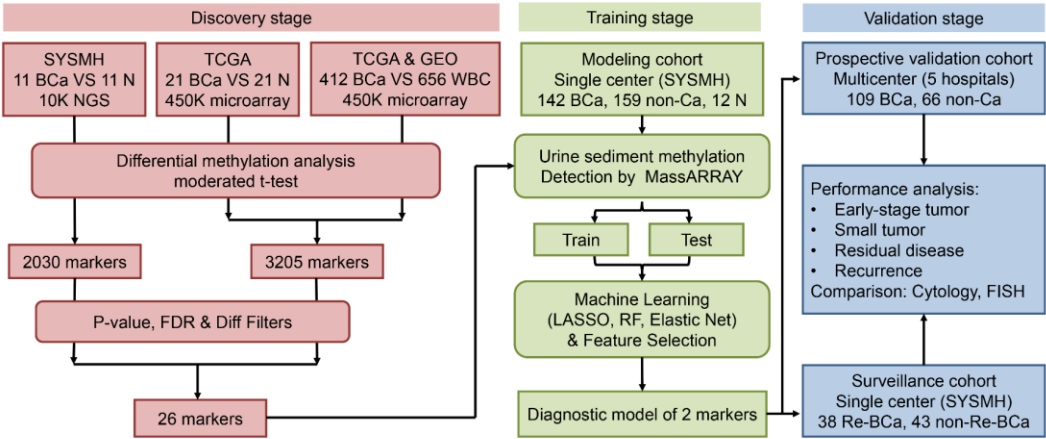 Discovery stage
SYSMH
11 BCa VS 11 N
10K NGS
TCGA
21 BCa VS 21 N
450K microarray
TCGA & GEO
412 BCa VS 656 WBC
450K microarray
Differential methylation analysis
moderated t-test
2030 markers
3205 markers
P-value, FDR & Diff Filters
26 markers
Training stage
Modeling cohort
Single center (SYSMH)
142 BCa, 159 non-Ca, 12 N
Urine sediment methylation
Detection by MassARRAY
Train
Test
Machine Learning
(LASSO, RF, Elastic Net)
& Feature Selection
Diagnostic model of 2 markers
Validation stage
Prospective validation cohort
Multicenter (5 hospitals)
109 BCa, 66 non-Ca
Performance analysis:
• Early-stage tumor
• Small tumor
• Residual disease
• Recurrence
Comparison: Cytology, FISH
Surveillance cohort
Single center (SYSMH)
38 Re-BCa, 43 non-Re-BCa